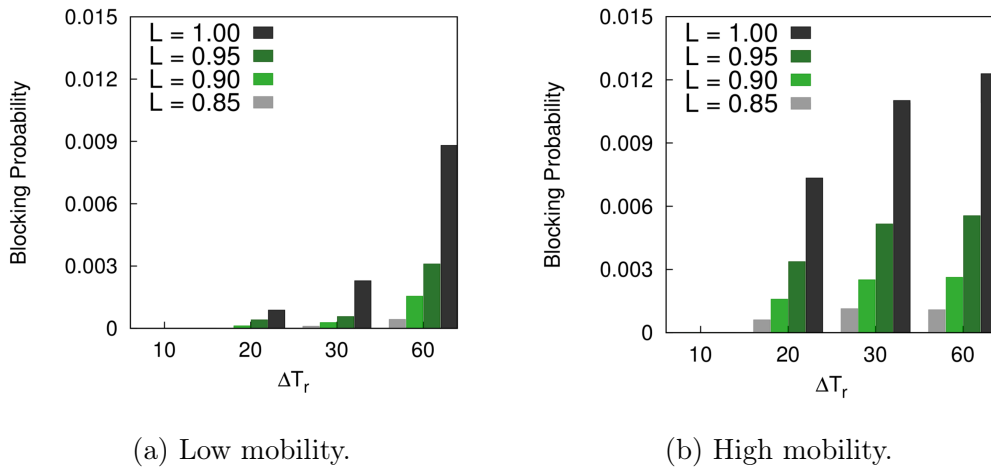 0.015
0.012
0.009
0.006
0.003
0
Blocking Probability
L = 1.00
L = 0.95
L = 0.90
L = 0.85
10 20 30 60
ΔTr
(a) Low mobility.
0.015
0.012
0.009
0.006
0.003
0
Blocking Probability
L = 1.00
L = 0.95
L = 0.90
L = 0.85
10 20 30 60
ΔTr
(b) High mobility.